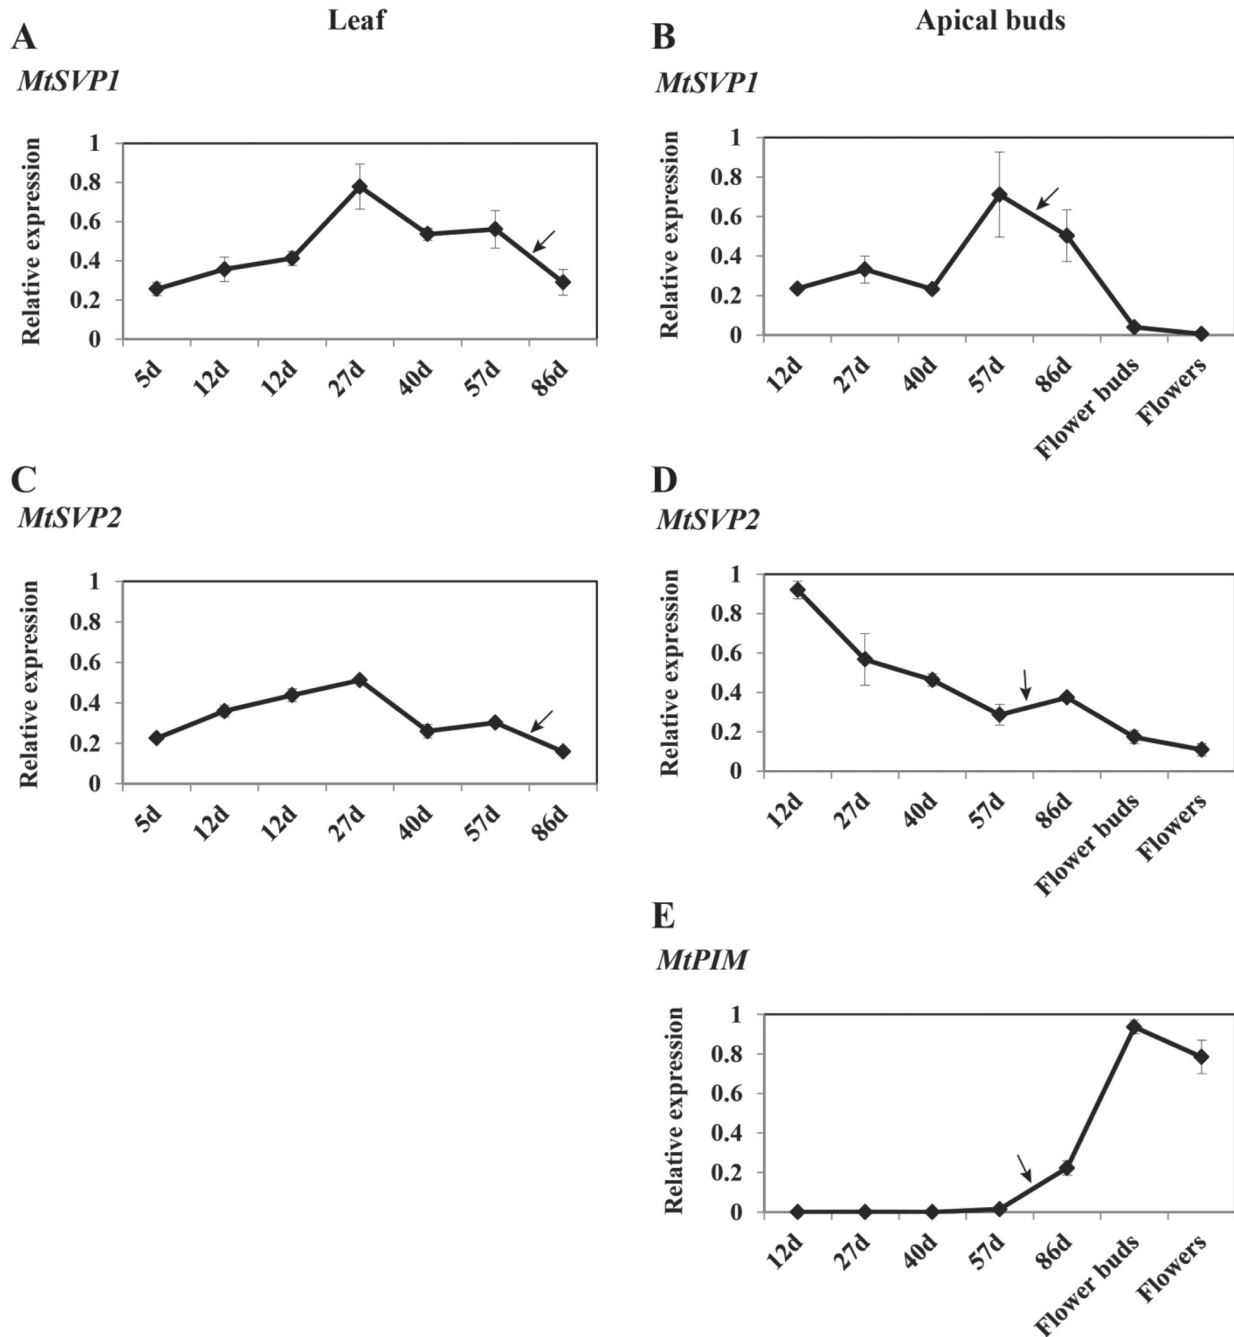 Leaf
Apical buds
A
MtSVP1
Relative expression
1
0.8
0.6
0.4
0.2
0
5d 12d 12d 27d 40d 57d 86d
B
MtSVP1
Relative expression
1
0.8
0.6
0.4
0.2
0
12d 27d 40d 57d 86d Flower buds Flowers
C
MtSVP2
Relative expression
1
0.8
0.6
0.4
0.2
0
5d 12d 12d 27d 40d 57d 86d
D
MtSVP2
Relative expression
1
0.8
0.6
0.4
0.2
0
12d 27d 40d 57d 86d Flower buds Flowers
E
MtPIM
Relative expression
1
0.8
0.6
0.4
0.2
0
12d 27d 40d 57d 86d Flower buds Flowers